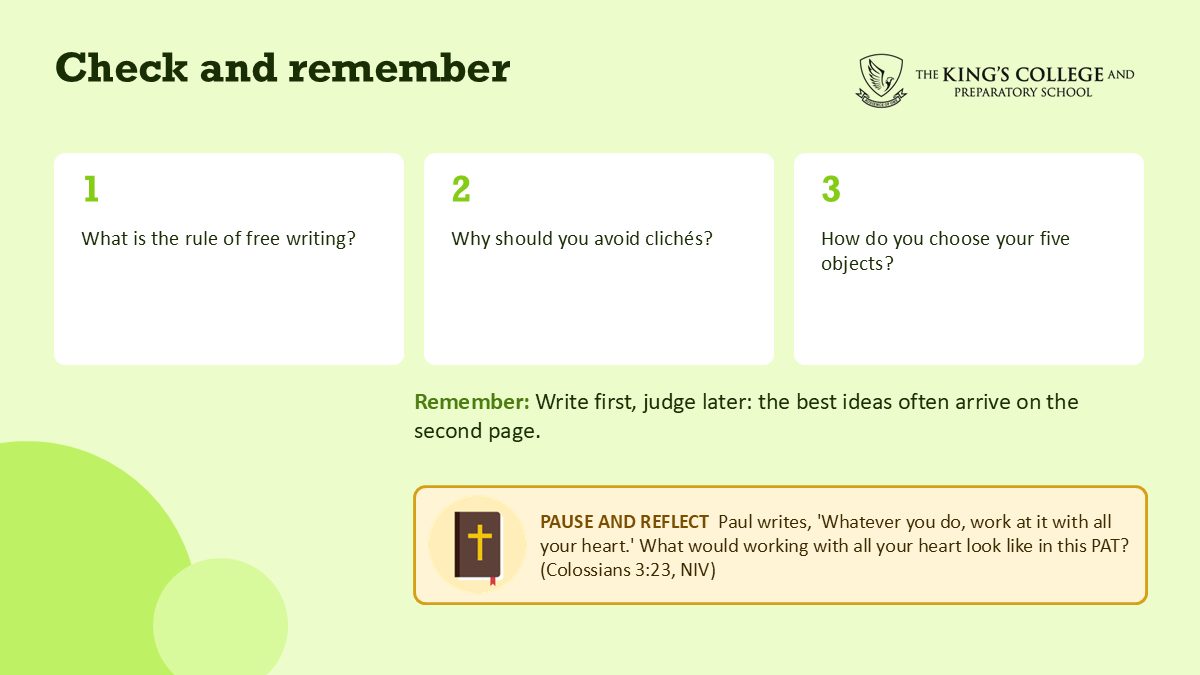 Check and remember
THE KING'S COLLEGE AND
PREPARATORY SCHOOL
1
What is the rule of free writing?
2
Why should you avoid clichés?
3
How do you choose your five
objects?
Remember: Write first, judge later: the best ideas often arrive on the
second page.
PAUSE AND REFLECT Paul writes, 'Whatever you do, work at it with all
your heart.' What would working with all your heart look like in this PAT?
(Colossians 3:23, NIV)